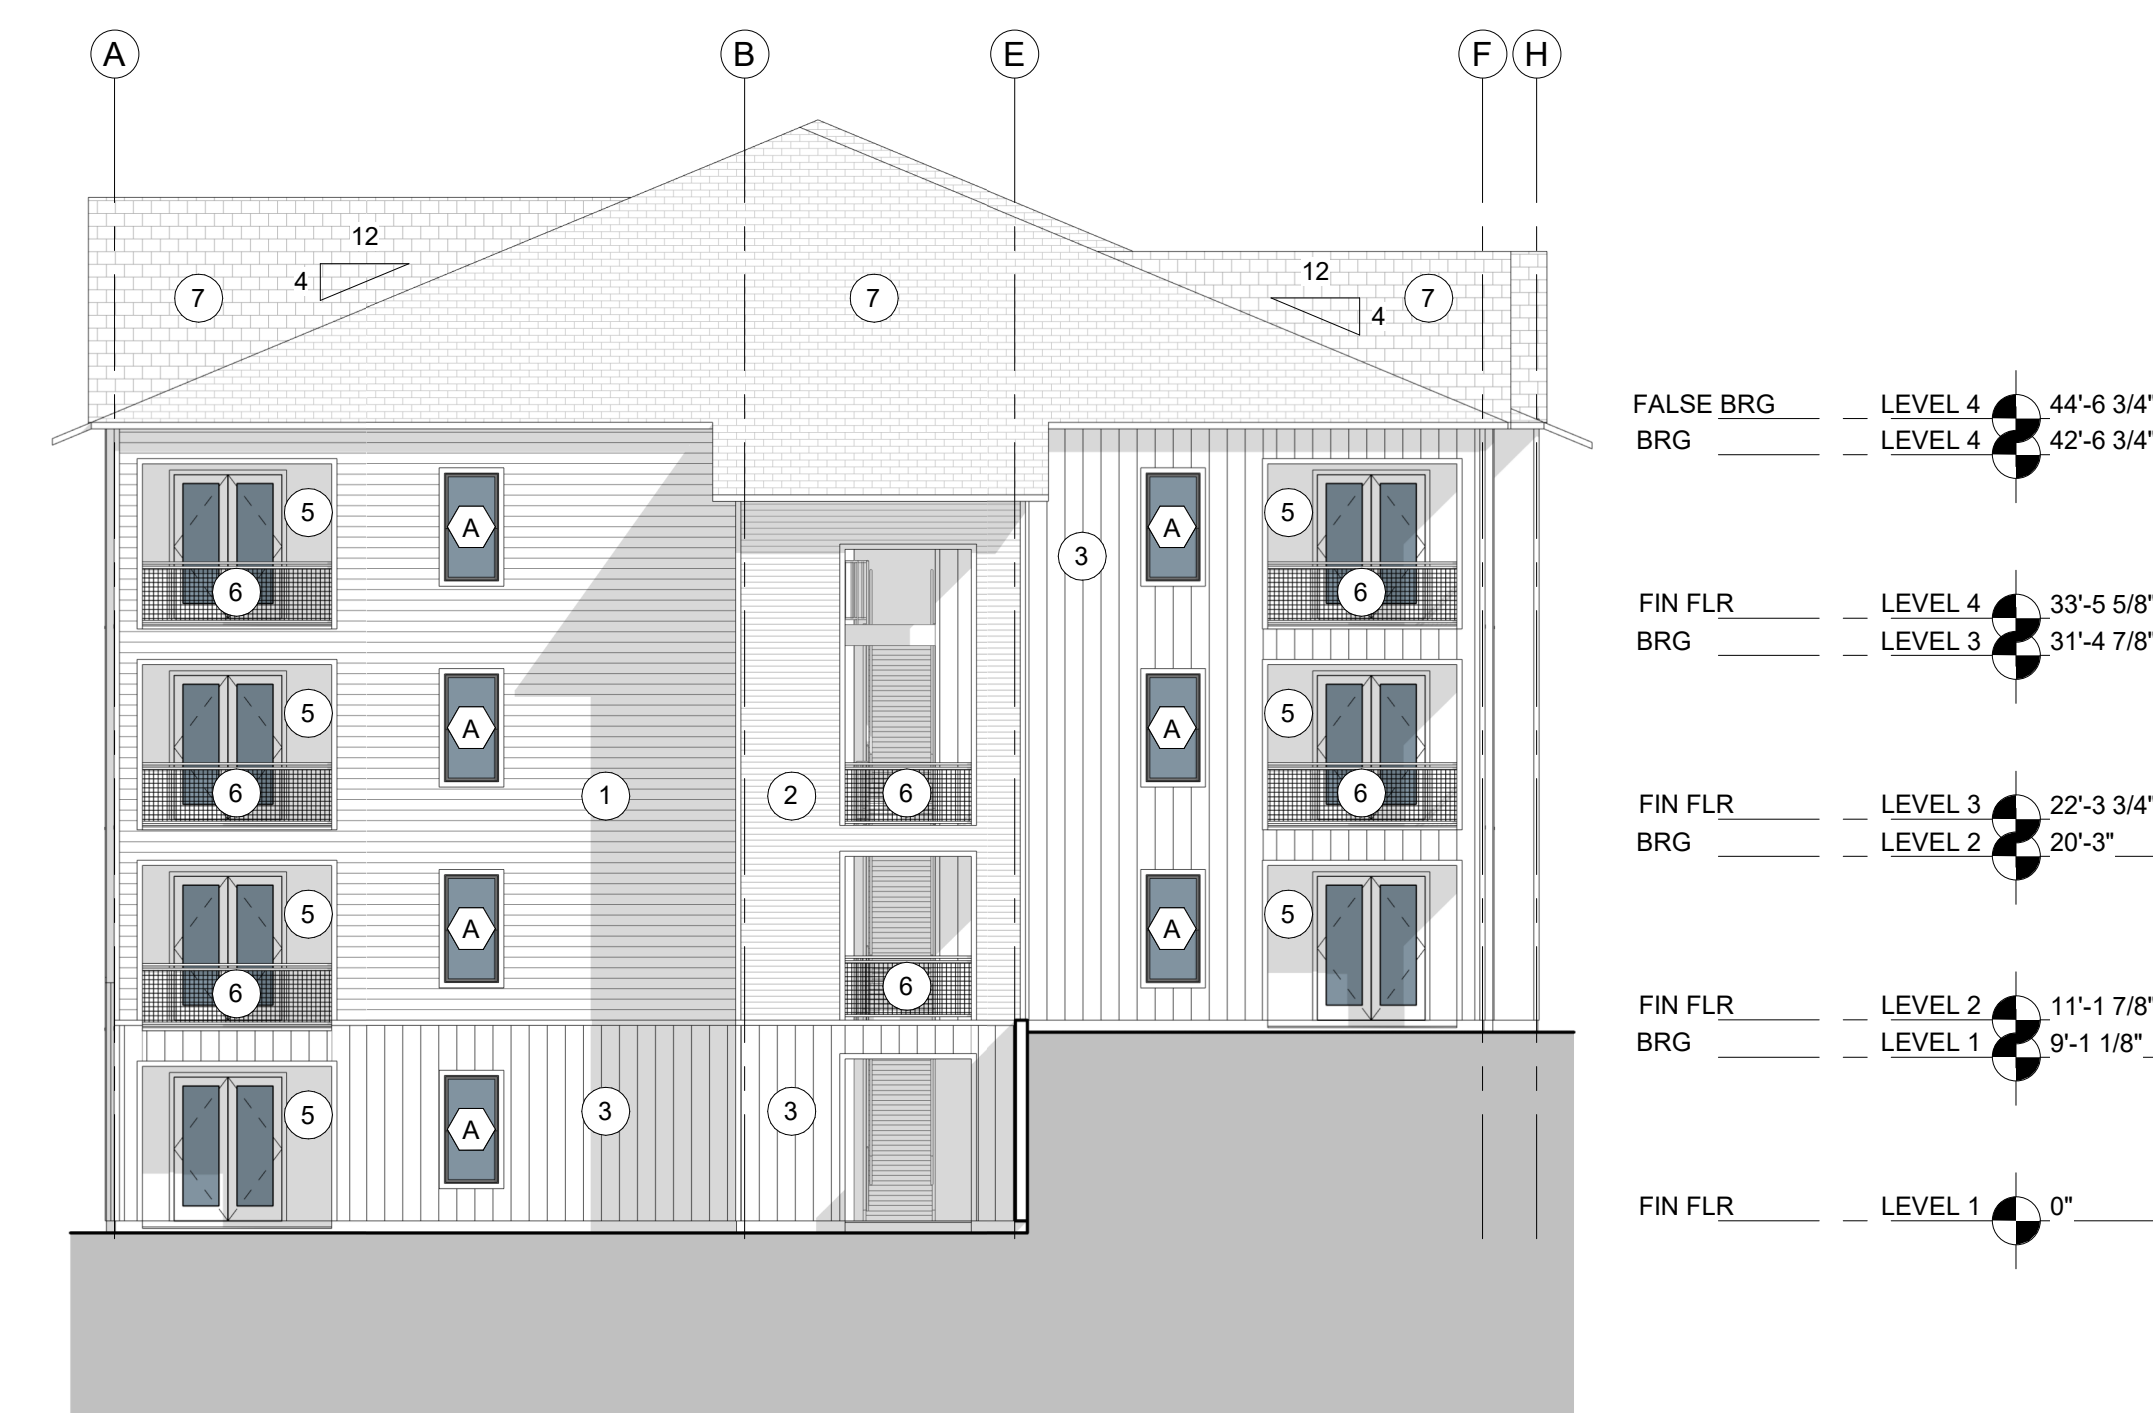 A B E F H
12
4
7
7
12
4
7
FALSE BRG LEVEL 4 44'-6 3/4"
BRG LEVEL 4 42'-6 3/4"
5 A 3 A 5
6 6
FIN FLR LEVEL 4 33'-5 5/8"
BRG LEVEL 3 31'-4 7/8"
5 A A 5
6 1 2 6 6
FIN FLR LEVEL 3 22'-3 3/4"
BRG LEVEL 2 20'-3"
5 A A 5
6 6
FIN FLR LEVEL 2 11'-1 7/8"
BRG LEVEL 1 9'-1 1/8"
5 A 3 3
FIN FLR LEVEL 1 0"